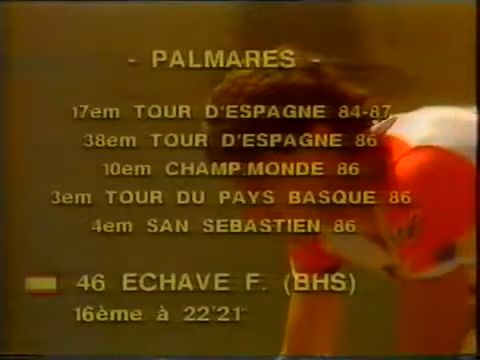 - PALMARES -
17em TOUR D'ESPAGNE 84-87
38em TOUR D'ESPAGNE 86
10em CHAMP.MONDE 86
3em TOUR DU PAYS BASQUE 86
4em SAN SEBASTIEN 86
46 ECHAVE F. (BHS)
16ème à 22'21"